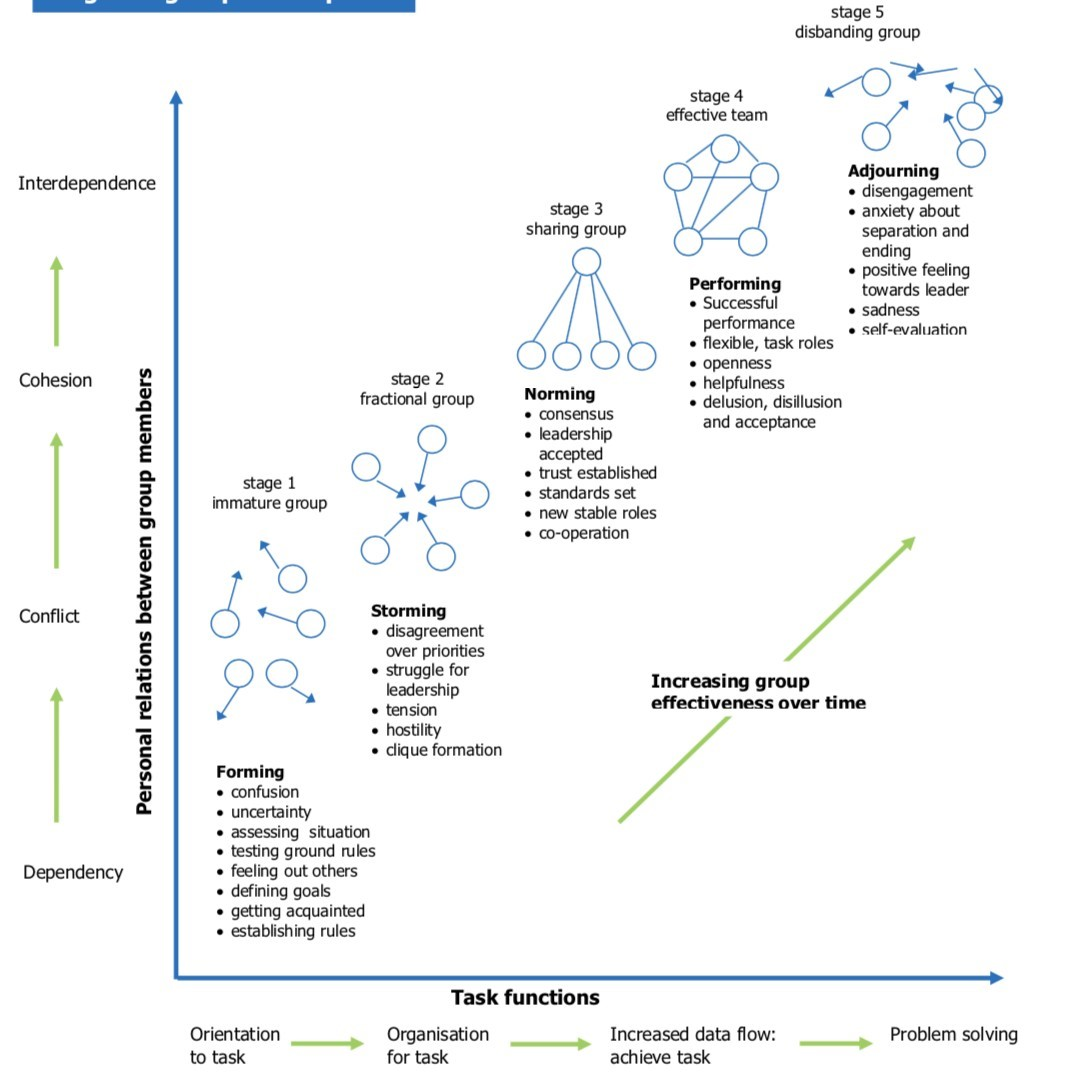 stage 5
disbanding group
stage 4
effective team
Adjourning
• disengagement
• anxiety about
separation and
ending
• positive feeling
towards leader
• sadness
• self-evaluation
Interdependence
stage 3
sharing group
Performing
• Successful
performance
• flexible, task roles
• openness
• helpfulness
• delusion, disillusion
and acceptance
Cohesion
stage 2
fractional group
Norming
• consensus
• leadership
accepted
• trust established
• standards set
• new stable roles
• co-operation
Personal relations between group members
stage 1
immature group
Conflict
Storming
• disagreement
over priorities
• struggle for
leadership
• tension
• hostility
• clique formation
Increasing group
effectiveness over time
Forming
• confusion
• uncertainty
• assessing situation
• testing ground rules
• feeling out others
• defining goals
• getting acquainted
• establishing rules
Dependency
Task functions
Orientation
to task
Organisation
for task
Increased data flow:
achieve task
Problem solving